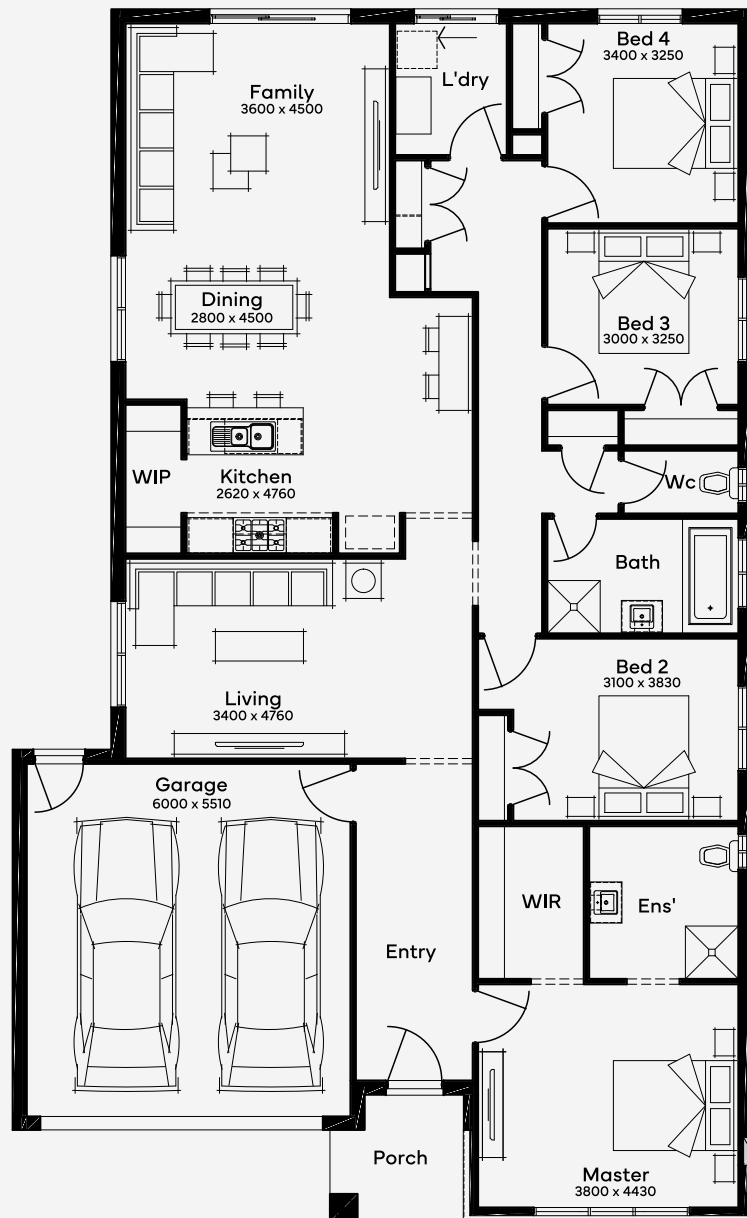 Bed 4
3400 x 3250
L'dry
Family
3600 x 4500
Dining
2800 x 4500
Bed 3
3000 x 3250
WIP
Kitchen
2620 x 4760
Wc
Bath
Bed 2
3100 x 3830
Living
3400 x 4760
Garage
6000 x 5510
WIR
Ens'
Entry
Porch
Master
3800 x 4430